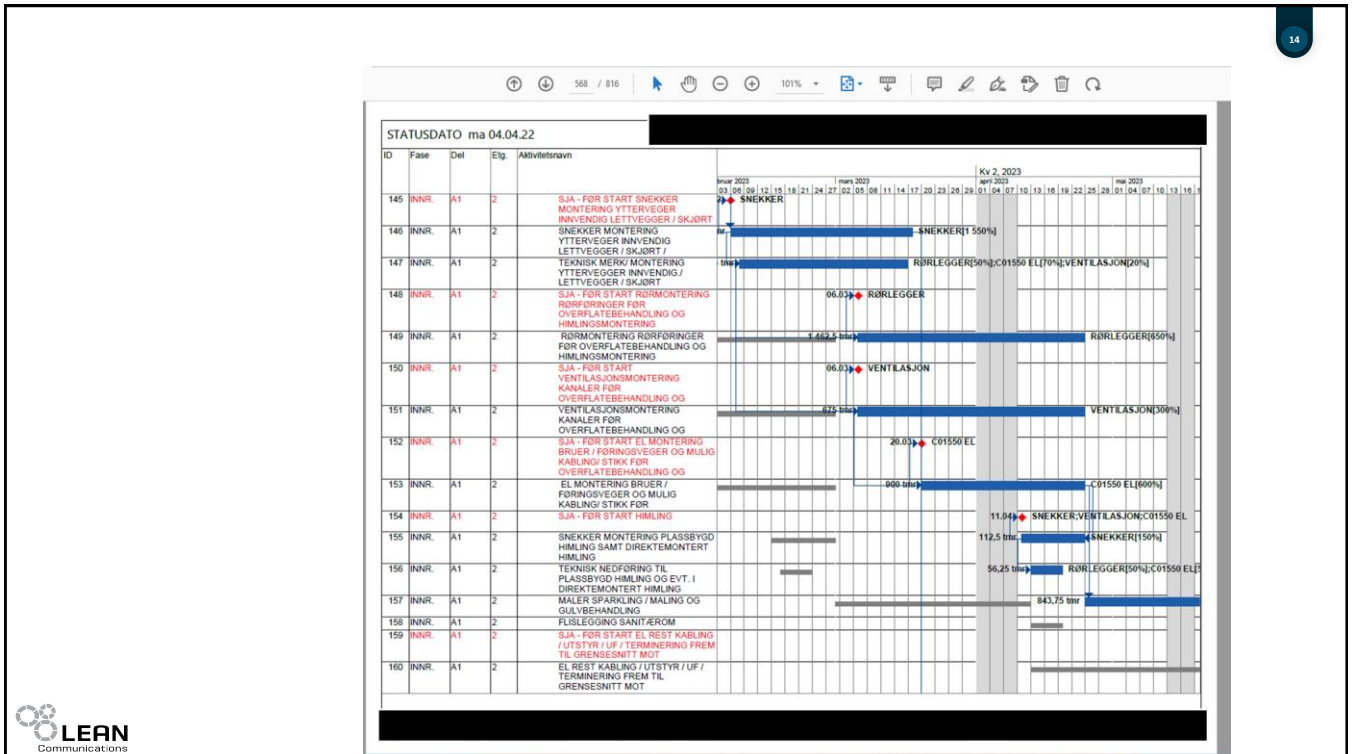 14
568 / 816
101%
STATUSDATO ma 04.04.22
ID Fase Del Etg. Aktivitetsnavn
Kv 2, 2023
bruar 2023 mars 2023 april 2023 mai 2023
03 06 09 12 15 18 21 24 27 02 05 08 11 14 17 20 23 26 29 01 04 07 10 13 16 19 22 25 28 01 04 07 10 13 16 1
145 INNR. A1 2 SJA - FØR START SNEKKER SNEKKER
MONTERING YTTERVEGER
INNVENDIG LETTVEGGER / SKJØRT
146 INNR. A1 2 SNEKKER MONTERING SNEKKER[1 550%]
YTTERVEGER INNVENDIG
LETTVEGGER / SKJØRT /
147 INNR. A1 2 TEKNISK MERK/ MONTERING tmr RØRLEGGER[50%];C01550 EL[70%];VENTILASJON[20%]
YTTERVEGGER INNVENDIG./
LETTVEGGER / SKJØRT
148 INNR. A1 2 SJA - FØR START RØRMONTERING 06.03 RØRLEGGER
RØRFØRINGER FØR
OVERFLATEBEHANDLING OG
HIMLINGSMONTERING
149 INNR. A1 2 RØRMONTERING RØRFØRINGER 1 462,5 tmr RØRLEGGER[650%]
FØR OVERFLATEBEHANDLING OG
HIMLINGSMONTERING
150 INNR. A1 2 SJA - FØR START 06.03 VENTILASJON
VENTILASJONSMONTERING
KANALER FØR
OVERFLATEBEHANDLING OG
151 INNR. A1 2 VENTILASJONSMONTERING 675 tmr VENTILASJON[300%]
KANALER FØR
OVERFLATEBEHANDLING OG
152 INNR. A1 2 SJA - FØR START EL MONTERING 20.03 C01550 EL
BRUER / FØRINGSVEGER OG MULIG
KABLING/ STIKK FØR
OVERFLATEBEHANDLING OG
153 INNR. A1 2 EL MONTERING BRUER / 900 tmr C01550 EL[600%]
FØRINGSVEGER OG MULIG
KABLING/ STIKK FØR
154 INNR. A1 2 SJA - FØR START HIMLING 11.04 SNEKKER;VENTILASJON;C01550 EL
155 INNR. A1 2 SNEKKER MONTERING PLASSBYGD 112,5 tmr SNEKKER[150%]
HIMLING SAMT DIREKTEMONTERT
HIMLING
156 INNR. A1 2 TEKNISK NEDFØRING TIL 56,25 tmr RØRLEGGER[50%];C01550 EL[5
PLASSBYGD HIMLING OG EVT. I
DIREKTEMONTERT HIMLING
157 INNR. A1 2 MALER SPARKLING / MALING OG 843,75 tmr
GULVBEHANDLING
158 INNR. A1 2 FLISLEGGING SANITÆROM
159 INNR. A1 2 SJA - FØR START EL REST KABLING
/ UTSTYR / UF / TERMINERING FREM
TIL GRENSESNITT MOT
160 INNR. A1 2 EL REST KABLING / UTSTYR / UF /
TERMINERING FREM TIL
GRENSESNITT MOT
LEAN
Communications